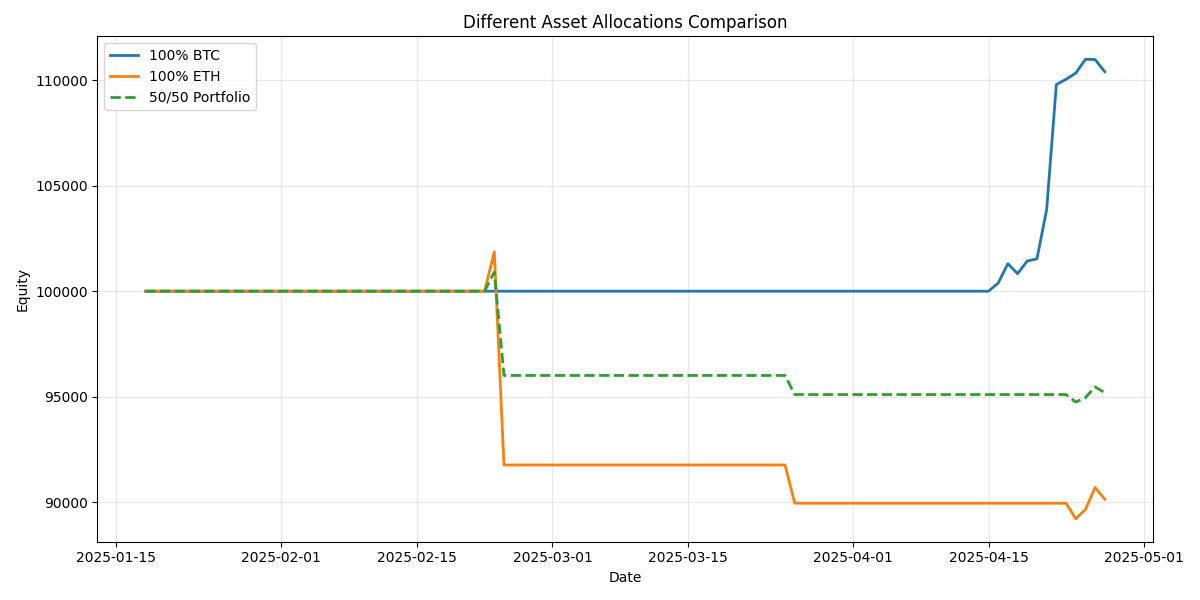 Different Asset Allocations Comparison
100% BTC
100% ETH
50/50 Portfolio
Equity
110000
105000
100000
95000
90000
2025-01-15
2025-02-01
2025-02-15
2025-03-01
2025-03-15
2025-04-01
2025-04-15
2025-05-01
Date